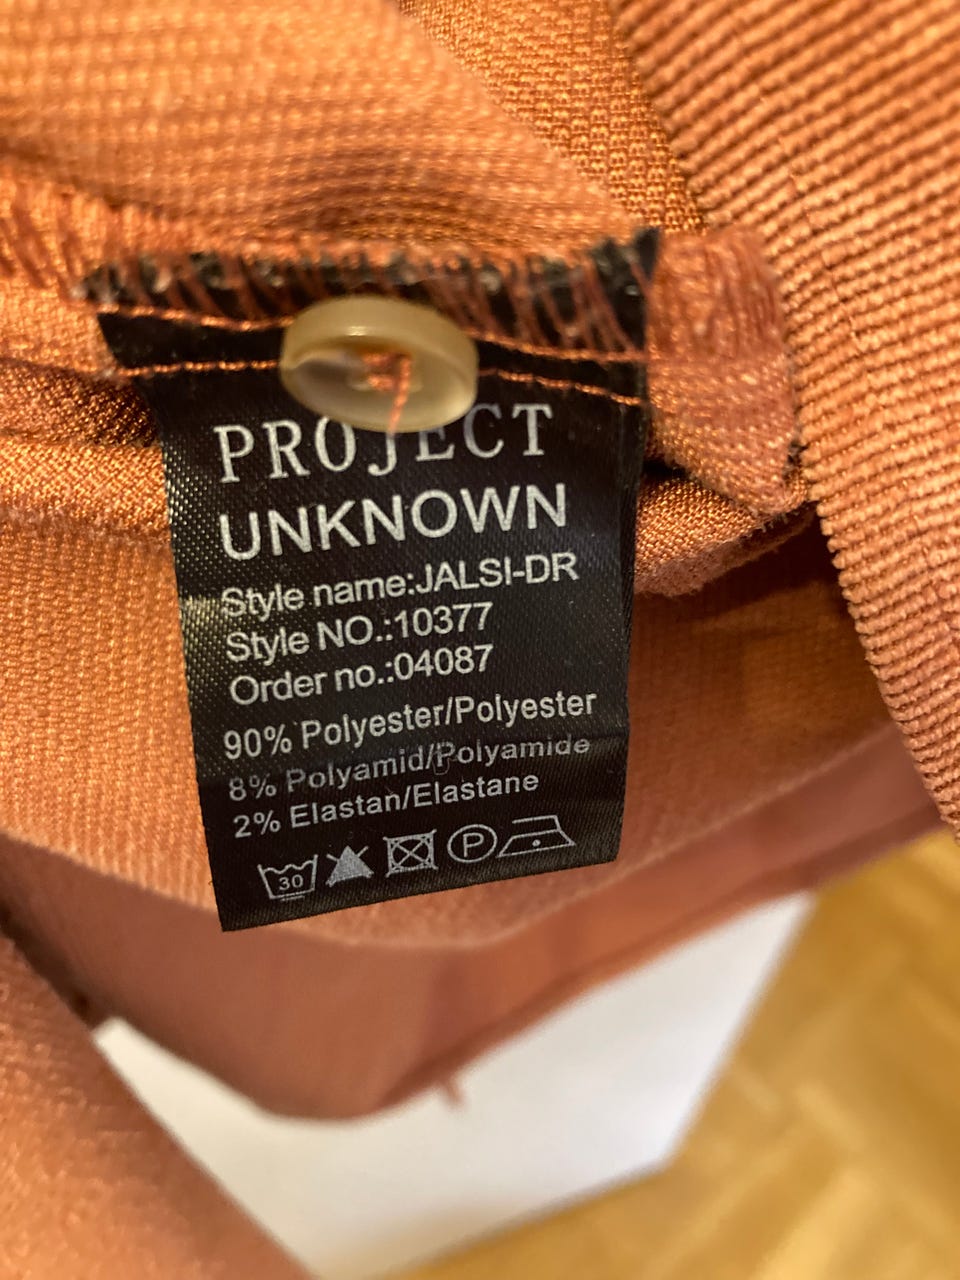 PROJECT
UNKNOWN
Style name:JALSI-DR
Style NO.:10377
Order no.:04087
90% Polyester/Polyester
8% Polyamid/Polyamide
2% Elastan/Elastane
30 P